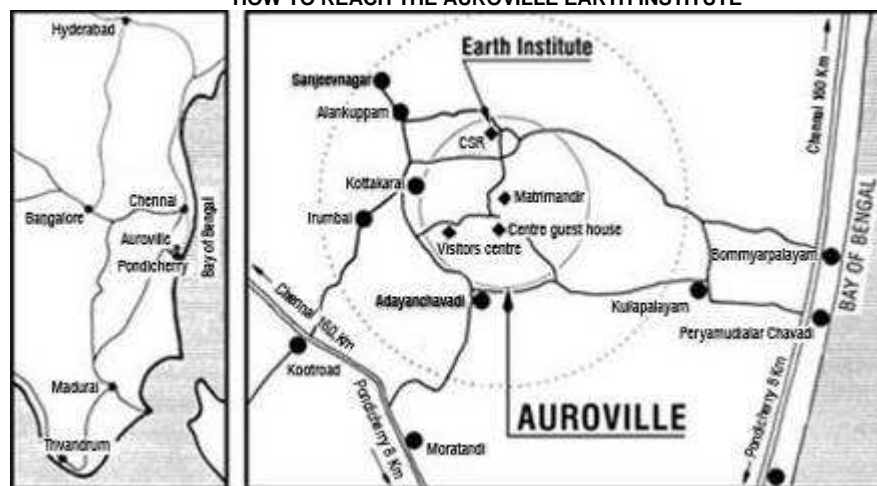 HOW TO REACH THE AUROVILLE EARTH INSTITUTE
Hyderabad
Bangalore
Chennai
Auroville
Pondicherry
Bay of Bengal
Madurai
Trivandrum
Earth Institute
Sanjeevnagar
Alankuppam
CSR
Kottakarai
Matrimandir
Irumbai
Centre guest house
Visitors centre
Adayanchavadi
Kuilapalayam
Bommyarpalayam
Peryamudaliar Chavadi
Chennai 160 Km
BAY OF BENGAL
Chennai 160 Km
Kootroad
Pondicherry 8 Km
Moratandi
AUROVILLE
Pondicherry 8 Km